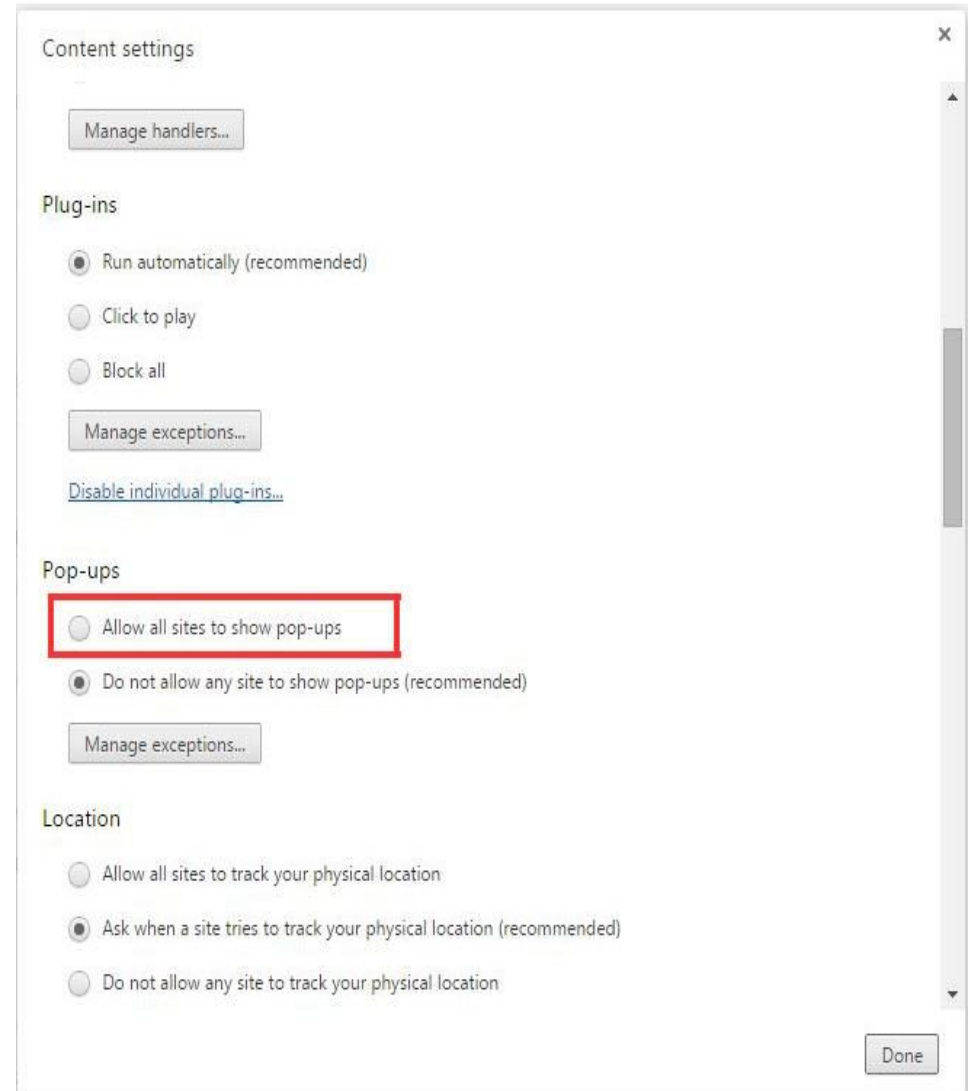 Content settings
Manage handlers...
Plug-ins
Run automatically (recommended)
Click to play
Block all
Manage exceptions...
Disable individual plug-ins...
Pop-ups
Allow all sites to show pop-ups
Do not allow any site to show pop-ups (recommended)
Manage exceptions...
Location
Allow all sites to track your physical location
Ask when a site tries to track your physical location (recommended)
Do not allow any site to track your physical location
Done